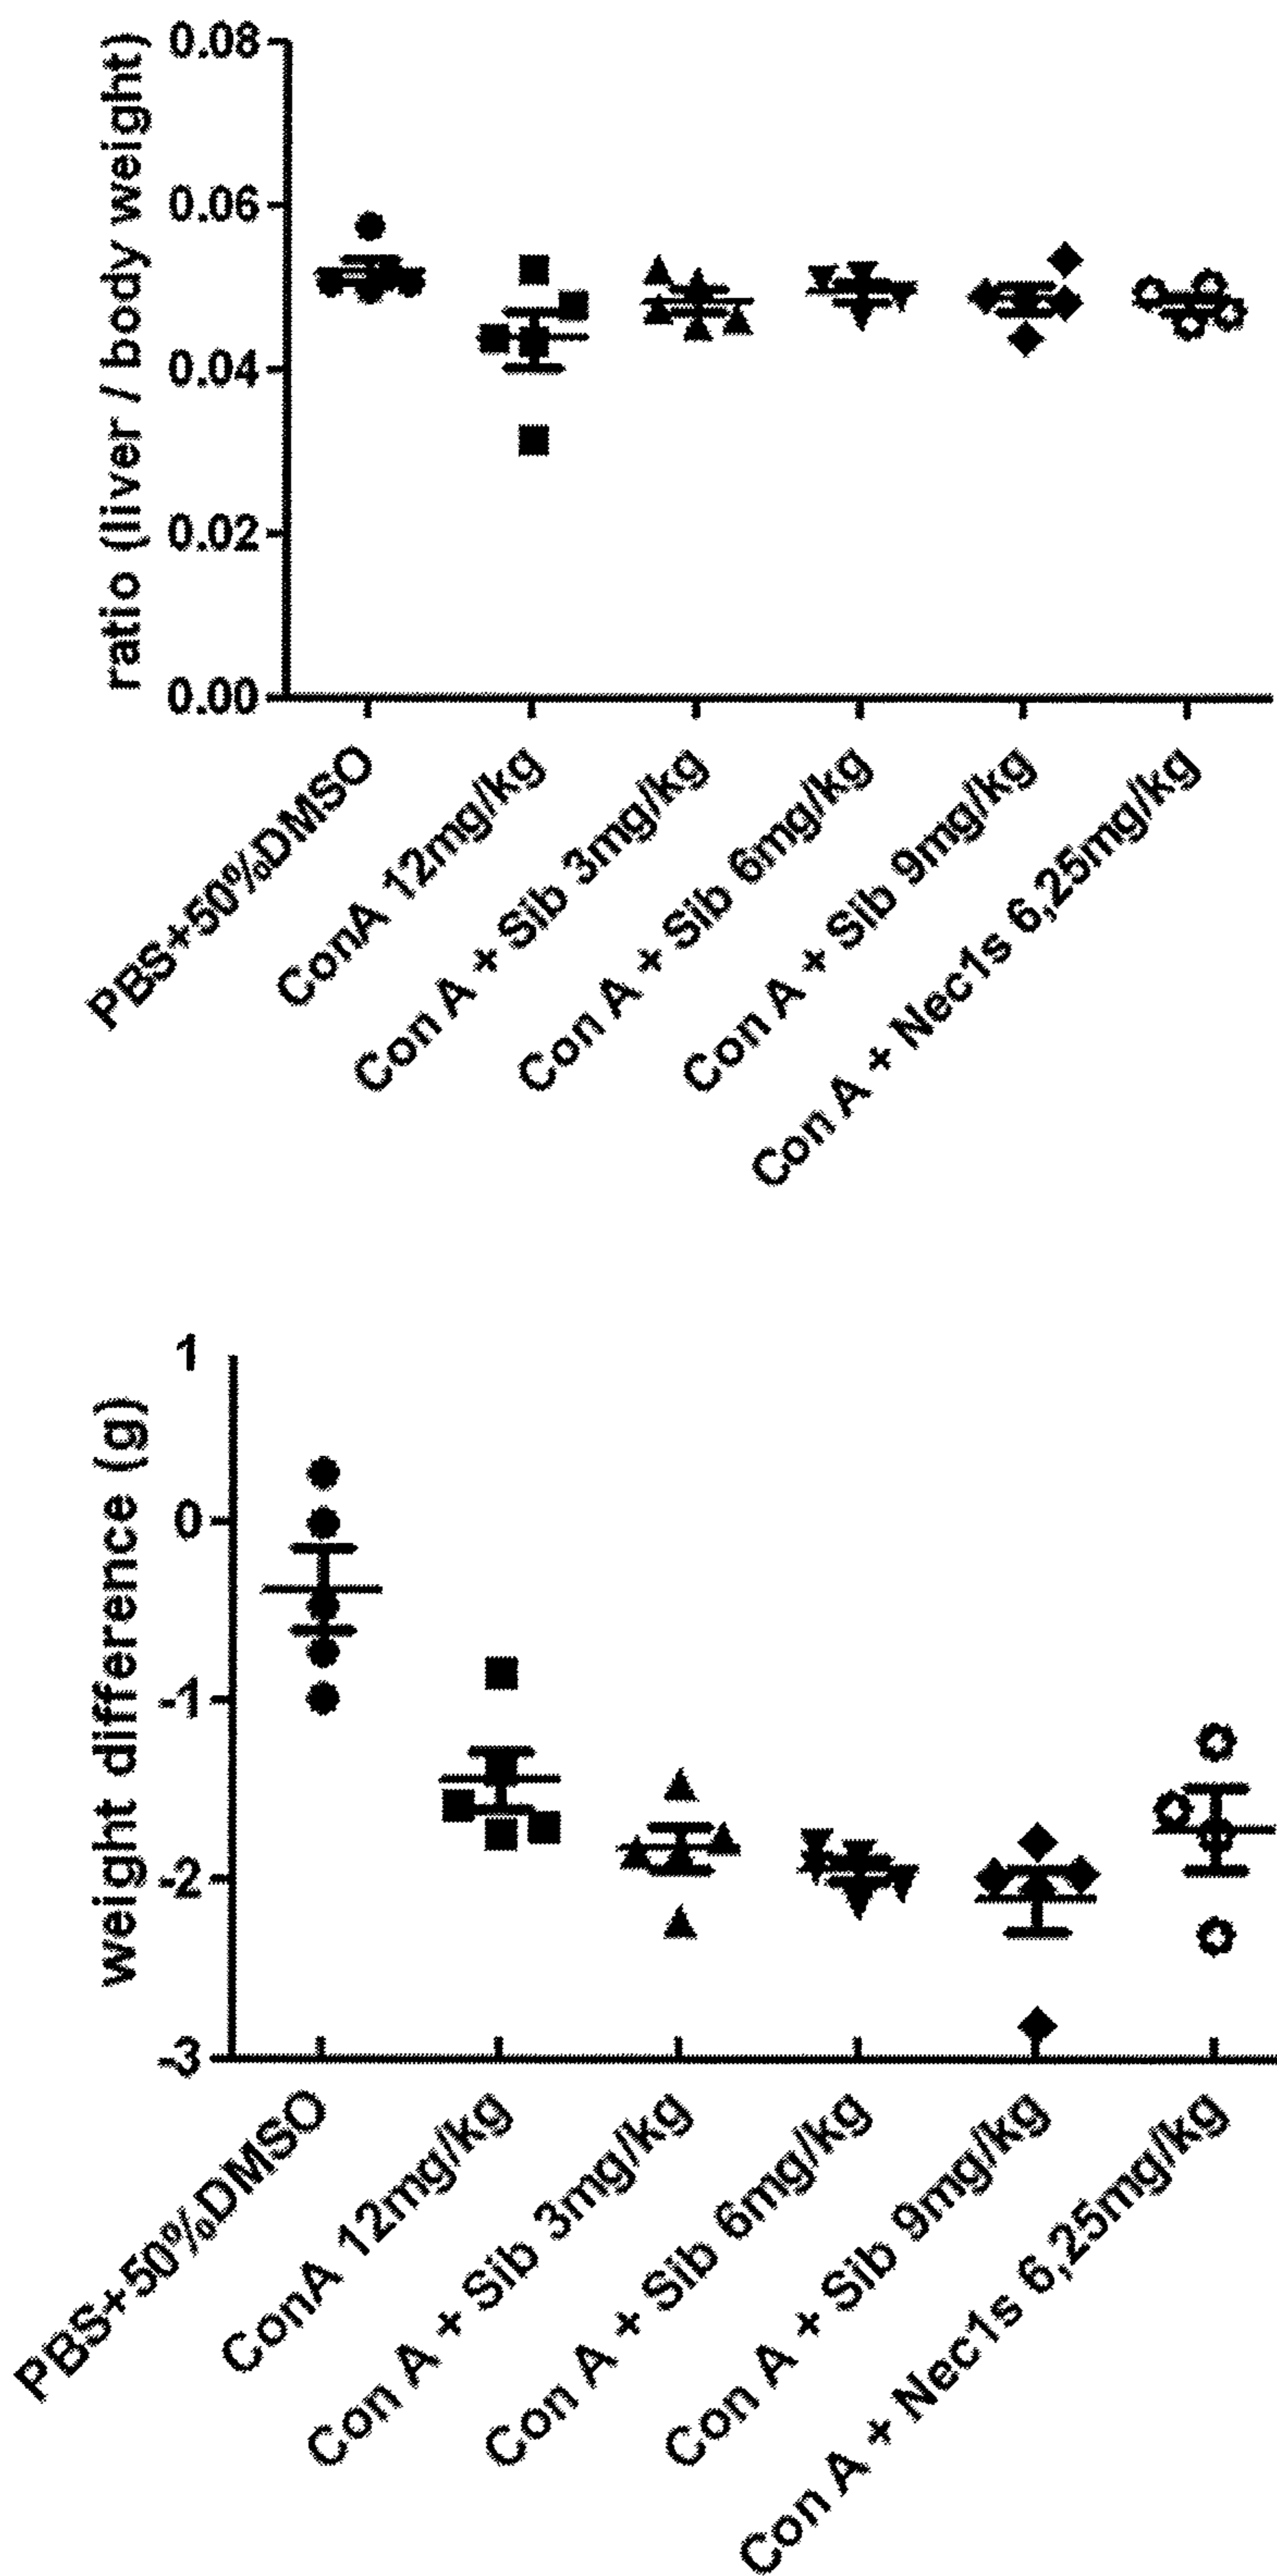 ratio (liver / body weight)
0.08
0.06
0.04
0.02
0.00
PBS+50%DMSO
ConA 12mg/kg
Con A + Sib 3mg/kg
Con A + Sib 6mg/kg
Con A + Sib 9mg/kg
Con A + Nec1s 6,25mg/kg
weight difference (g)
1
0
-1
-2
-3
PBS+50%DMSO
ConA 12mg/kg
Con A + Sib 3mg/kg
Con A + Sib 6mg/kg
Con A + Sib 9mg/kg
Con A + Nec1s 6,25mg/kg